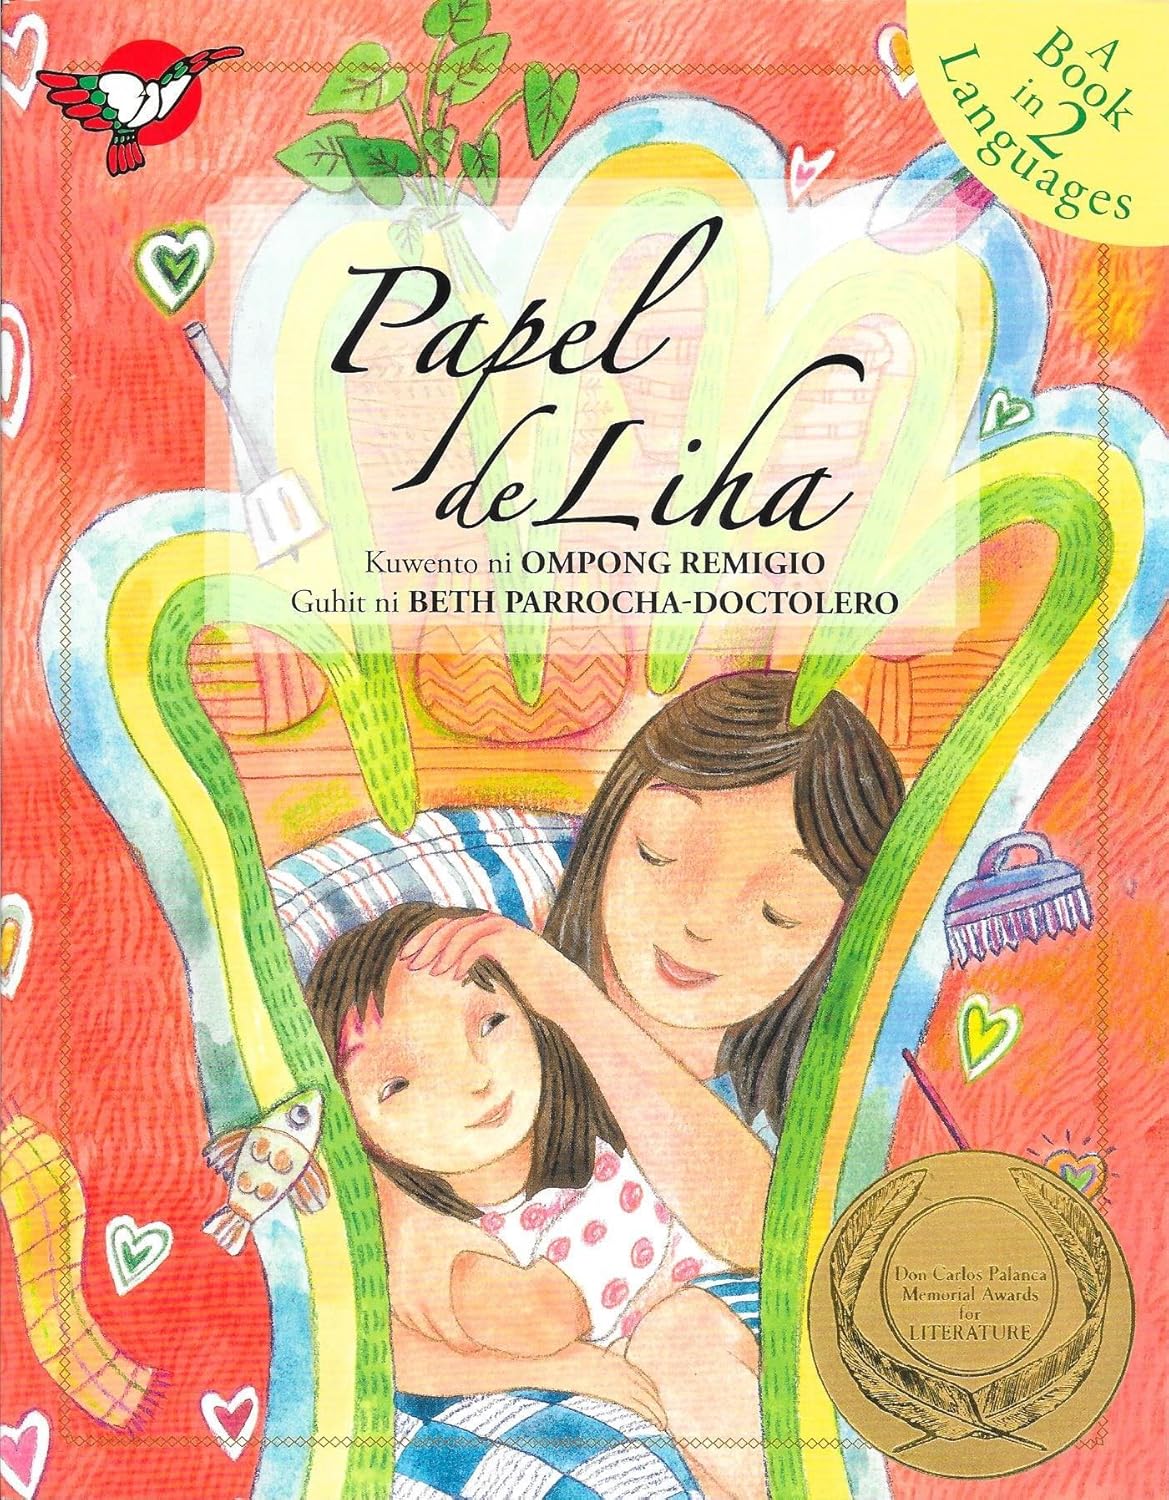 A
Book
in 2
Languages
Papel
de Liha
Kuwento ni OMPONG REMIGIO
Guhit ni BETH PARROCHA-DOCTOLERO
Don Carlos Palanca
Memorial Awards
for
LITERATURE